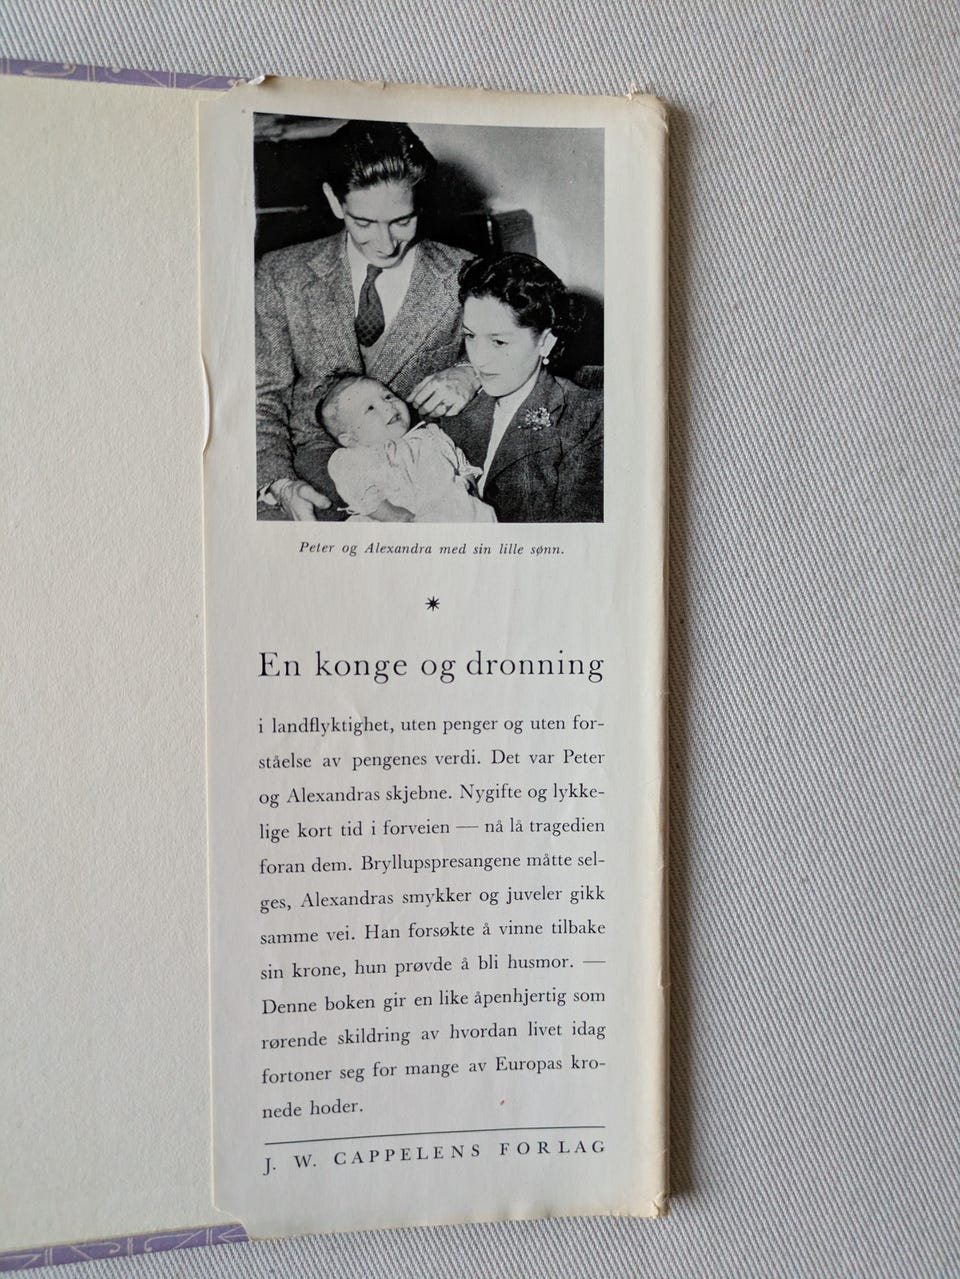 Peter og Alexandra med sin lille sønn.
En konge og dronning
i landflyktighet, uten penger og uten for-
ståelse av pengenes verdi. Det var Peter
og Alexandras skjebne. Nygifte og lykke-
lige kort tid i forveien — nå lå tragedien
foran dem. Bryllupspresangene måtte sel-
ges, Alexandras smykker og juveler gikk
samme vei. Han forsøkte å vinne tilbake
sin krone, hun prøvde å bli husmor. —
Denne boken gir en like åpenhjertig som
rørende skildring av hvordan livet idag
fortoner seg for mange av Europas kro-
nede hoder.
J. W. CAPPELENS FORLAG